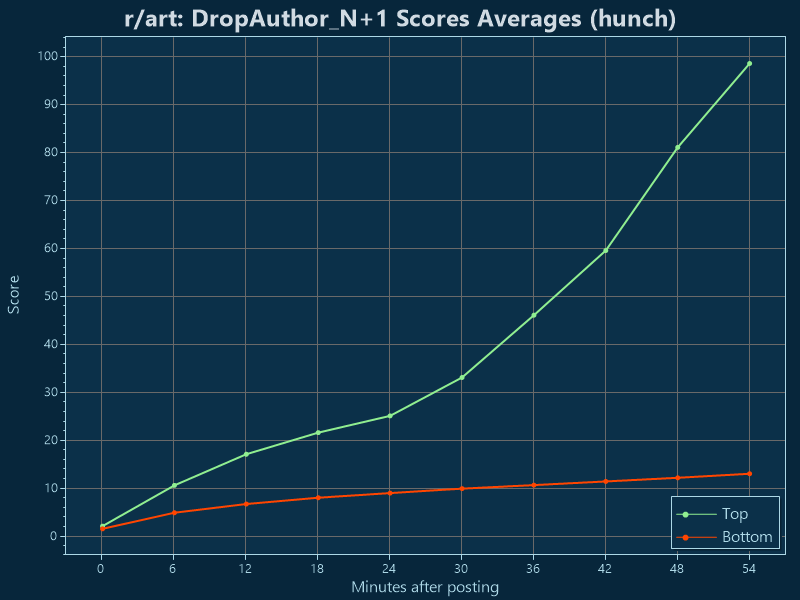 r/art: DropAuthor_N+1 Scores Averages (hunch)
100
90
80
70
60
50
40
30
20
10
0
Score
0 6 12 18 24 30 36 42 48 54
Minutes after posting
Top
Bottom